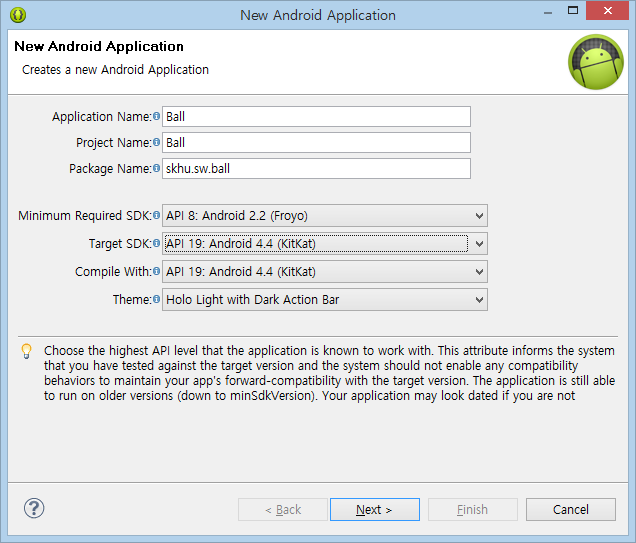 New Android Application
New Android Application
Creates a new Android Application
Application Name: Ball
Project Name: Ball
Package Name: skhu.sw.ball
Minimum Required SDK: API 8: Android 2.2 (Froyo)
Target SDK: API 19: Android 4.4 (KitKat)
Compile With: API 19: Android 4.4 (KitKat)
Theme: Holo Light with Dark Action Bar
Choose the highest API level that the application is known to work with. This attribute informs the system
that you have tested against the target version and the system should not enable any compatibility
behaviors to maintain your app's forward-compatibility with the target version. The application is still able
to run on older versions (down to minSdkVersion). Your application may look dated if you are not
? < Back Next > Finish Cancel